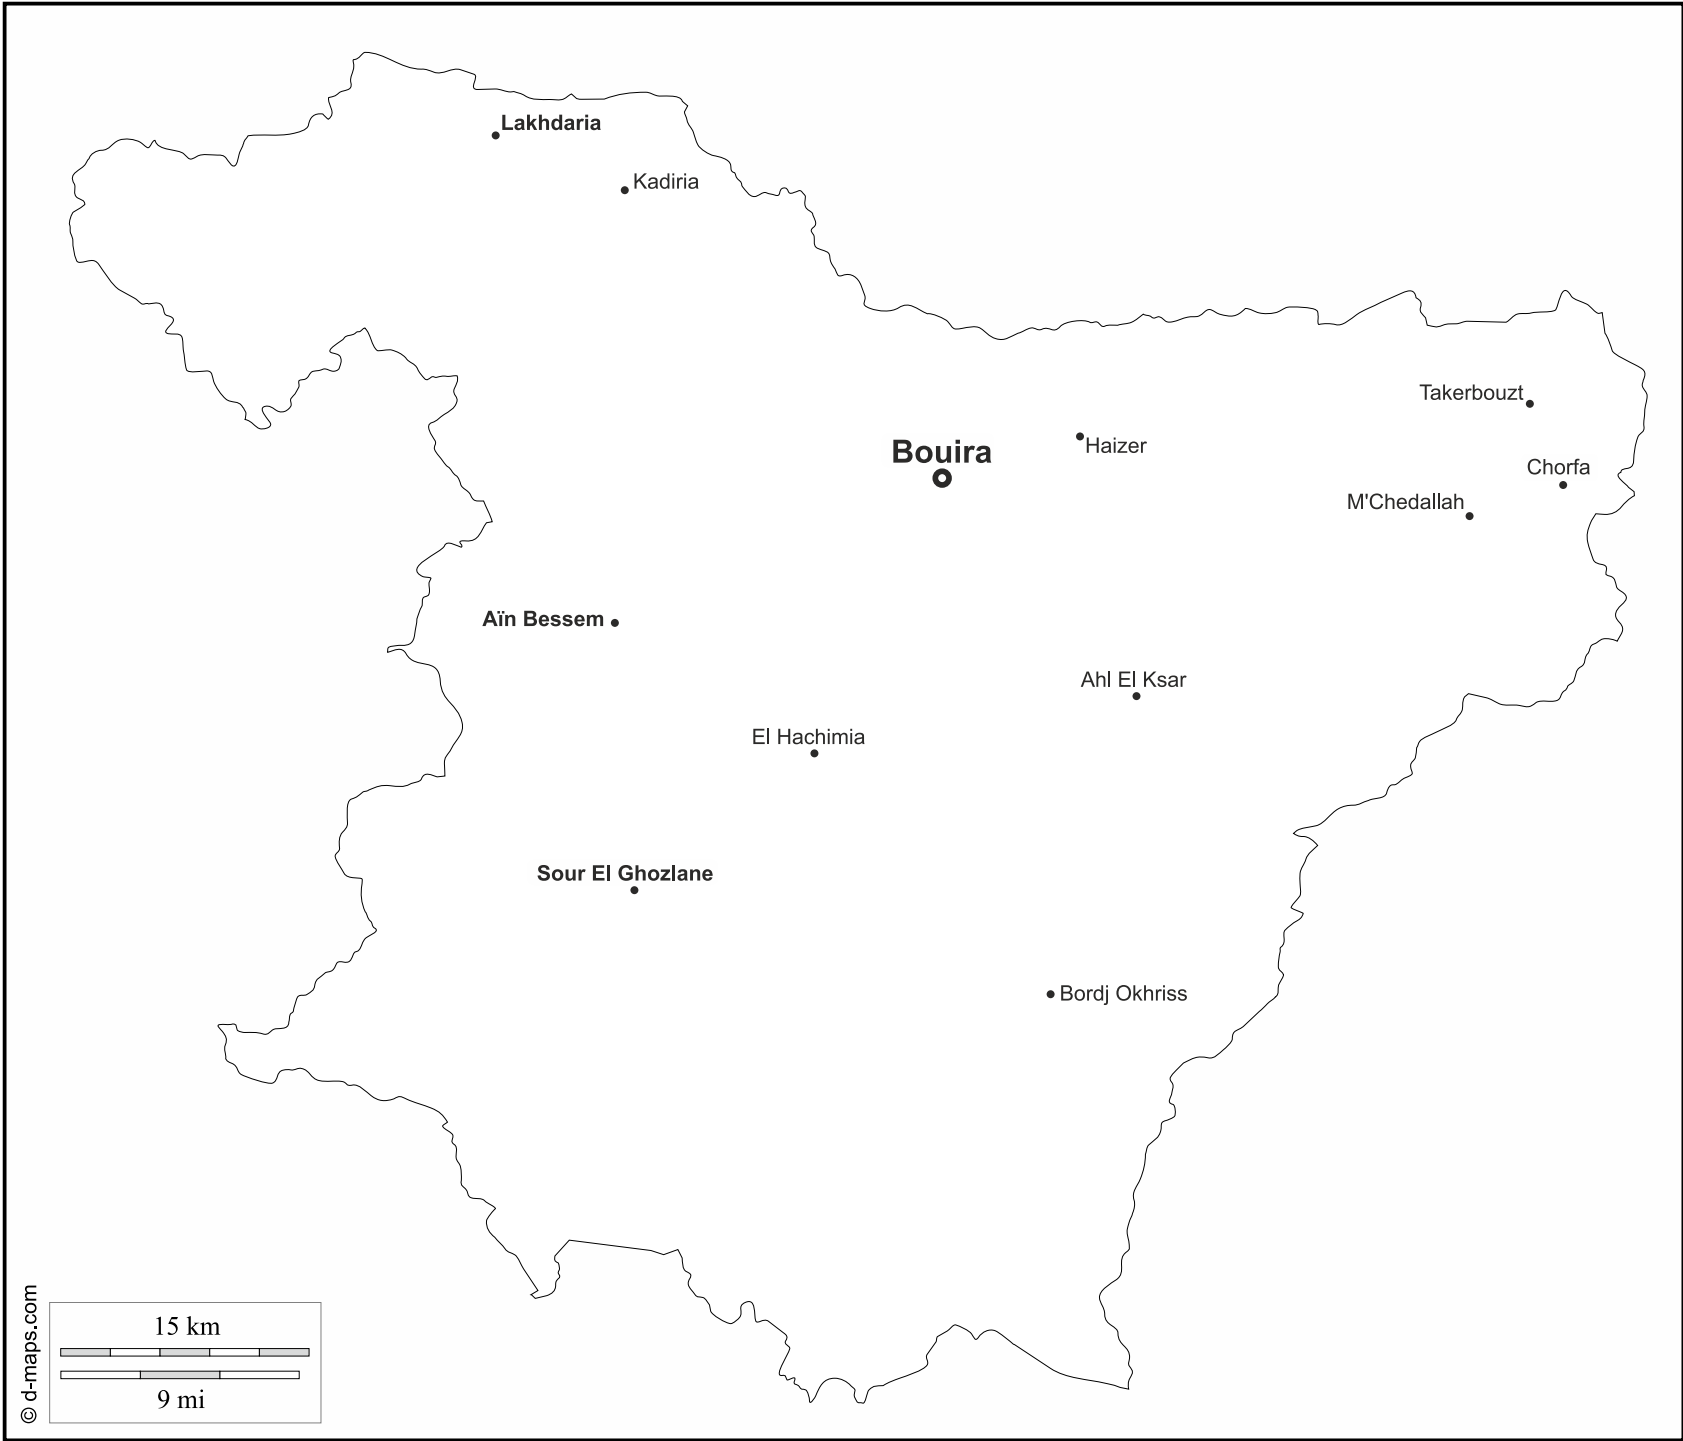 Lakhdaria
Kadiria
Takerbouzt
Bouira
Haizer
Chorfa
M'Chedallah
Aïn Bessem
Ahl El Ksar
El Hachimia
Sour El Ghozlane
Bordj Okhriss
15 km
9 mi
© d-maps.com